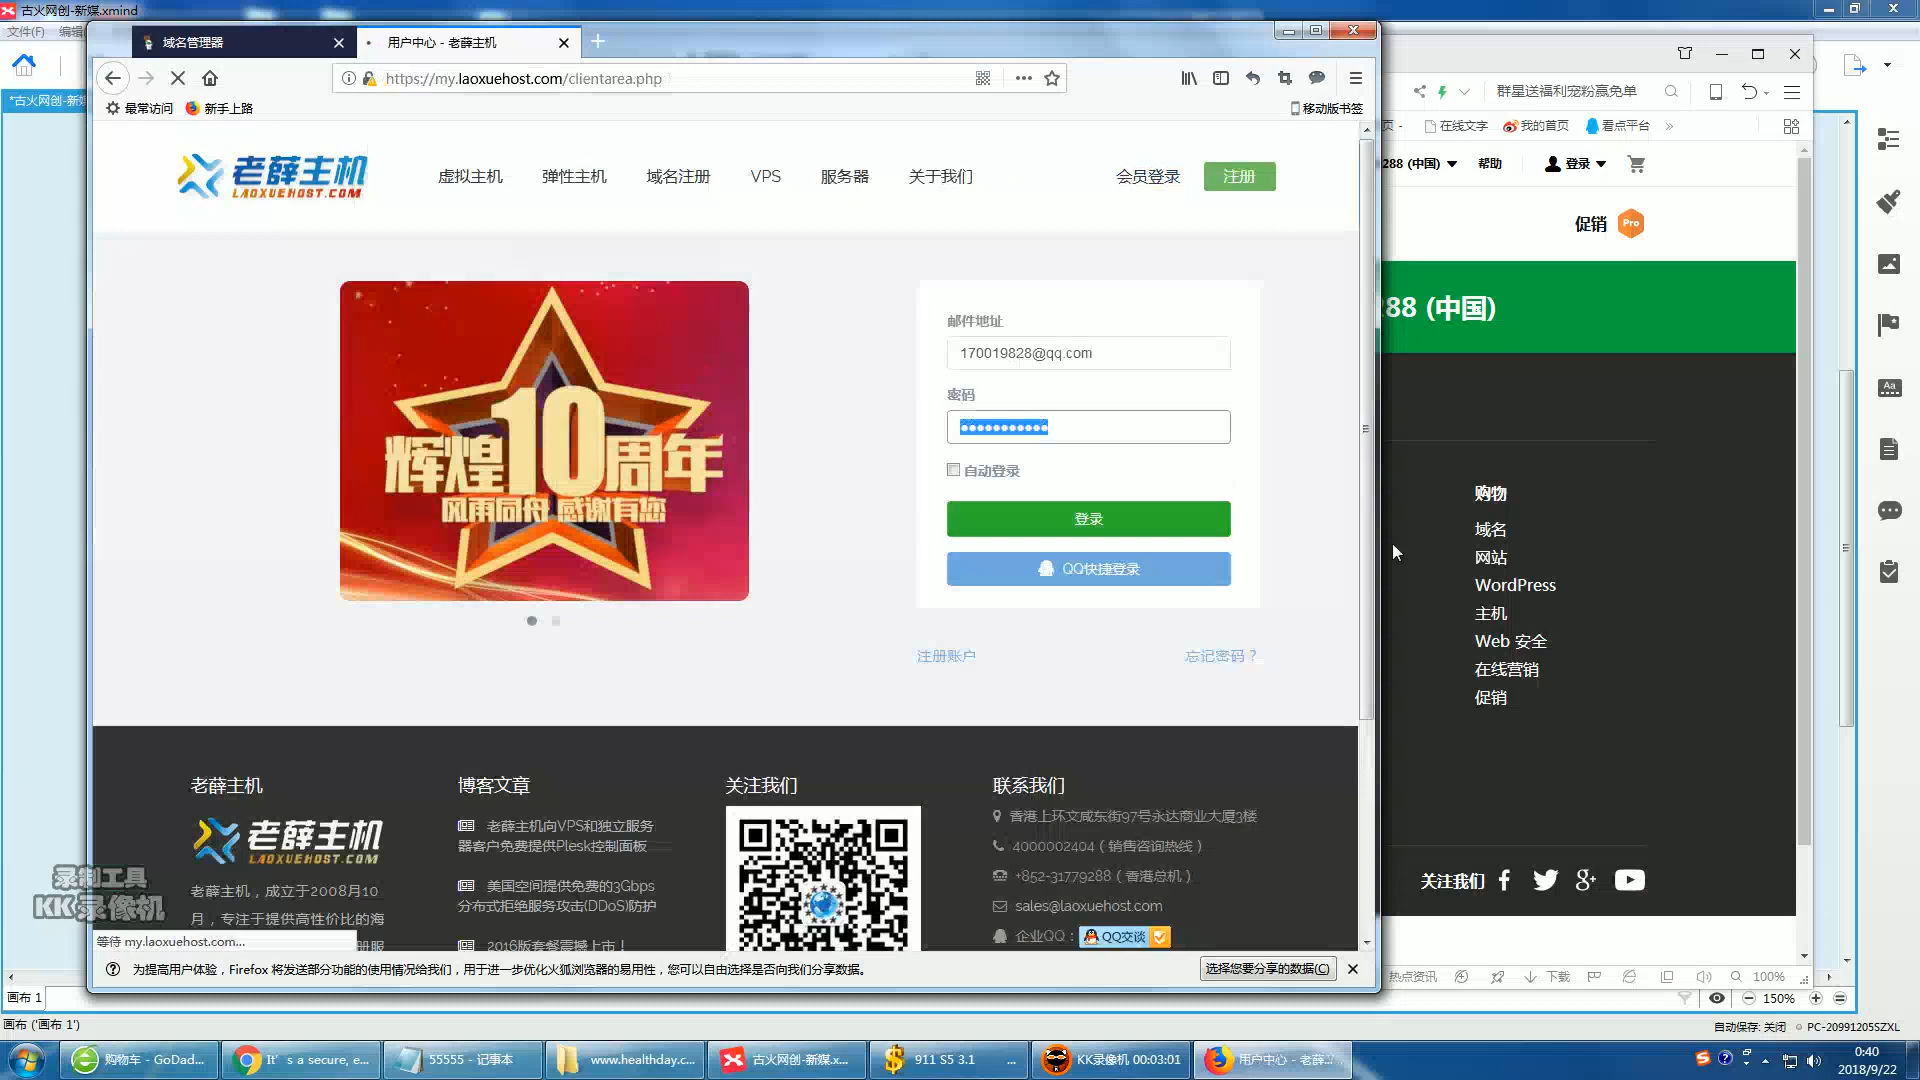 古火网创-新媒.xmind
文件(F) 编辑
*古火网创-新媒
域名管理器
用户中心 - 老薛主机
https://my.laoxuehost.com/clientarea.php
最常访问
新手上路
移动版书签
老薛主机
LAOXUEHOST.COM
虚拟主机
弹性主机
域名注册
VPS
服务器
关于我们
会员登录
注册
辉煌10周年
风雨同舟 感谢有您
邮件地址
170019828@qq.com
密码
自动登录
登录
QQ快捷登录
注册账户
忘记密码？
老薛主机
老薛主机
LAOXUEHOST.COM
老薛主机，成立于2008月10
月，专注于提供高性价比的海
册服
博客文章
老薛主机向VPS和独立服务
器客户免费提供Plesk控制面板
美国空间提供免费的3Gbps
分布式拒绝服务攻击(DDoS)防护
2016版套餐震撼上市！
关注我们
联系我们
香港上环文咸东街97号永达商业大厦3楼
4000002404（销售咨询热线）
+852-31779288（香港总机）
sales@laoxuehost.com
企业QQ：
QQ交谈
等待 my.laoxuehost.com...
为提高用户体验，Firefox 将发送部分功能的使用情况给我们，用于进一步优化火狐浏览器的易用性，您可以自由选择是否向我们分享数据。
选择您要分享的数据(C)
群星送福利宠粉赢免单
页
在线文字
我的首页
看点平台
288 (中国)
帮助
登录
促销
Pro
288 (中国)
购物
域名
网站
WordPress
主机
Web 安全
在线营销
促销
关注我们
热点资讯
下载
100%
录制工具
KK录像机
画布 1
150%
画布 ('画布 1')
自动保存: 关闭
PC-20991205SZXL
购物车 - GoDad...
It's a secure, e...
55555 - 记事本
www.healthday.c...
古火网创-新媒.x...
911 S5 3.1 ...
KK录像机 00:03:01
用户中心 - 老薛...
0:40
2018/9/22